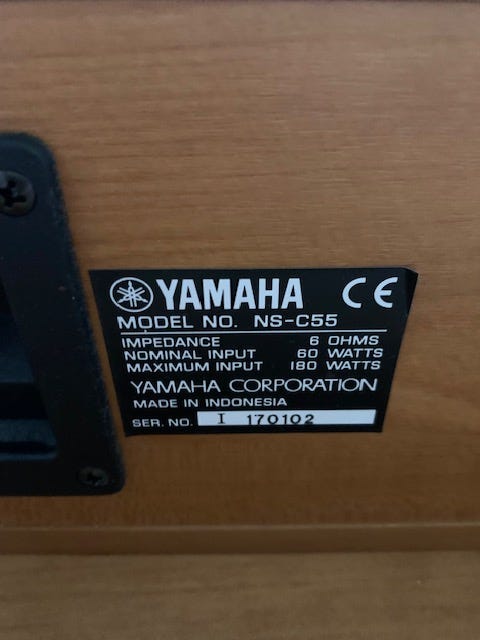 YAMAHA CE
MODEL NO. NS-C55
IMPEDANCE 6 OHMS
NOMINAL INPUT 60 WATTS
MAXIMUM INPUT 180 WATTS
YAMAHA CORPORATION
MADE IN INDONESIA
SER. NO. I 170102